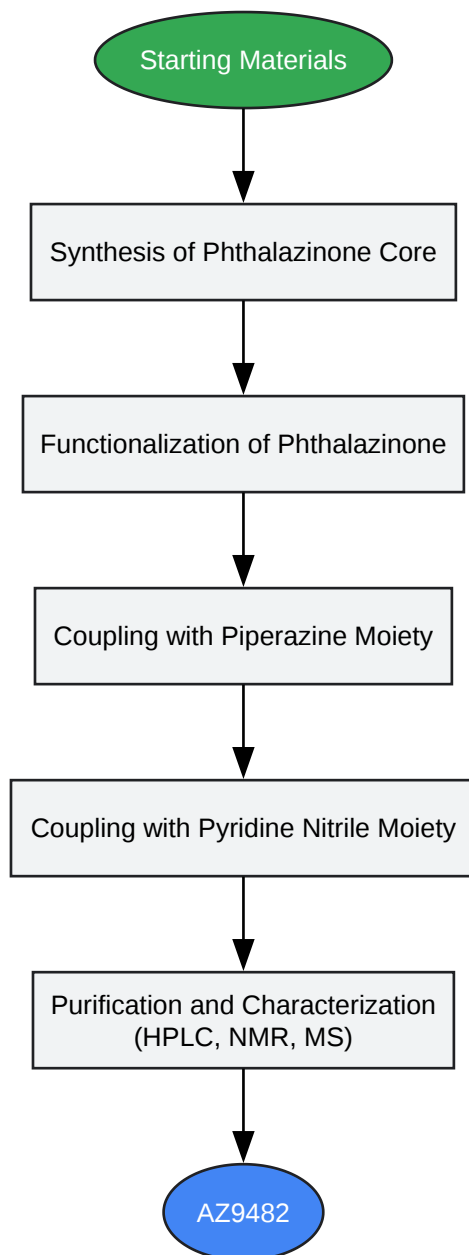 Starting Materials
Synthesis of Phthalazinone Core
Functionalization of Phthalazinone
Coupling with Piperazine Moiety
Coupling with Pyridine Nitrile Moiety
Purification and Characterization
(HPLC, NMR, MS)
AZ9482